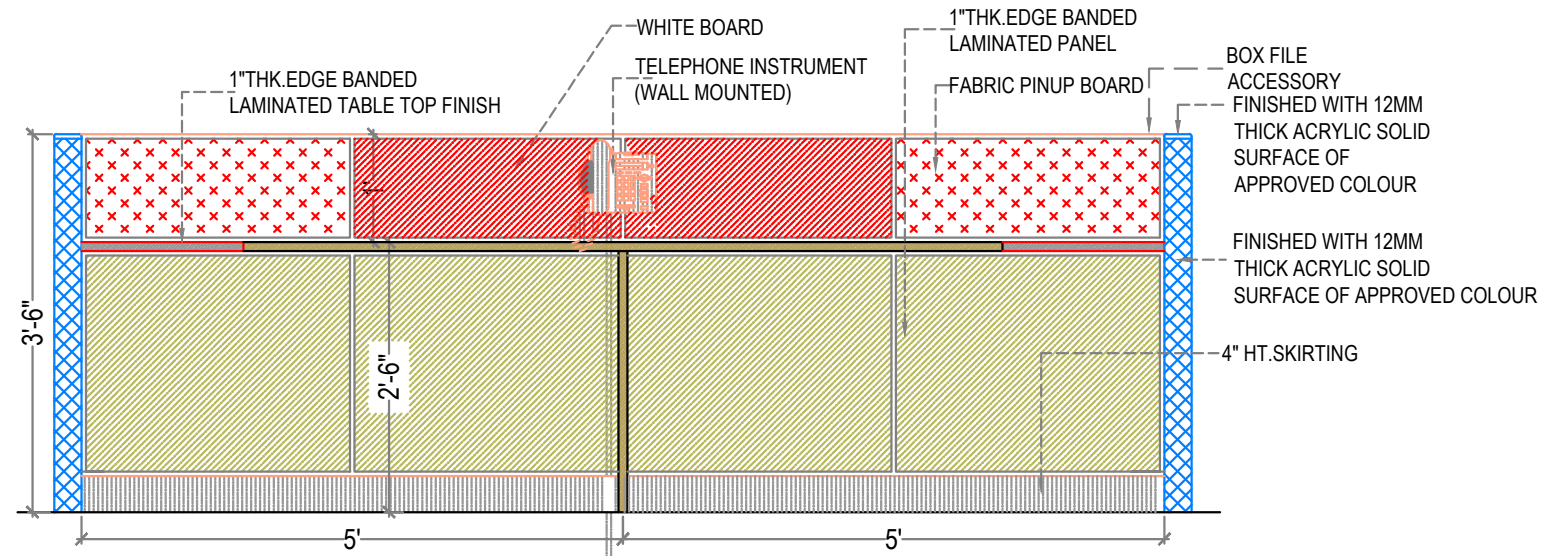 WHITE BOARD
TELEPHONE INSTRUMENT
(WALL MOUNTED)
1"THK.EDGE BANDED
LAMINATED TABLE TOP FINISH
1"THK.EDGE BANDED
LAMINATED PANEL
FABRIC PINUP BOARD
BOX FILE
ACCESSORY
FINISHED WITH 12MM
THICK ACRYLIC SOLID
SURFACE OF
APPROVED COLOUR
FINISHED WITH 12MM
THICK ACRYLIC SOLID
SURFACE OF APPROVED COLOUR
4" HT.SKIRTING
1'
3'-6"
2'-6"
5'
5'